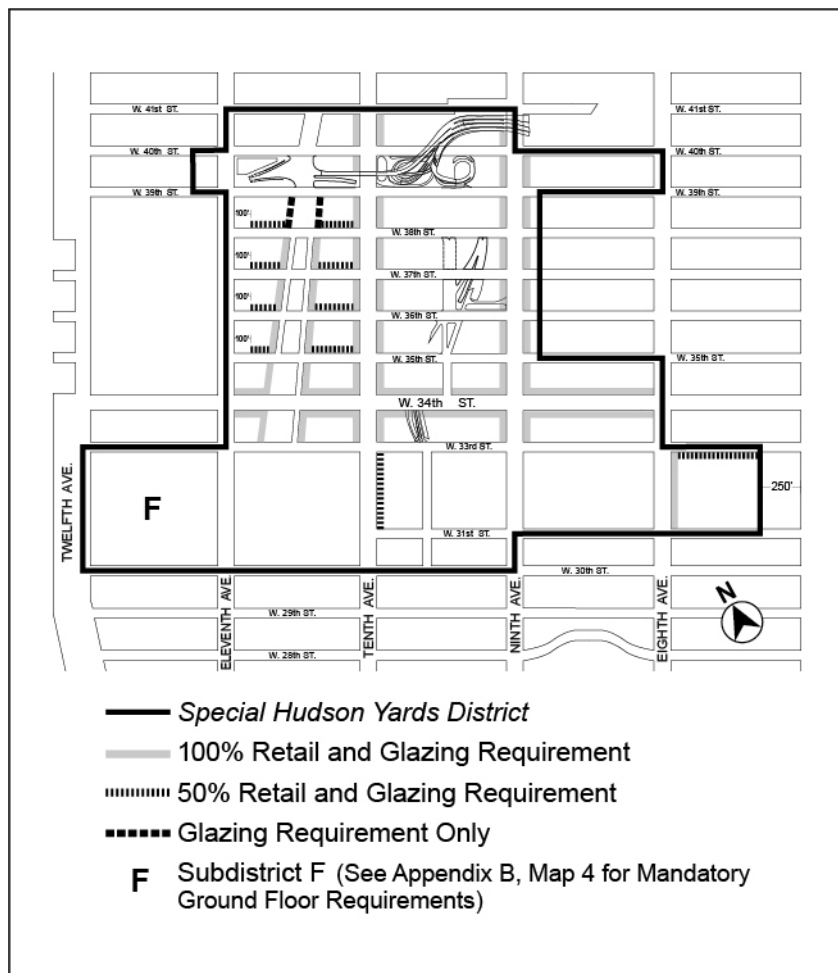 W. 41st ST. W. 41st ST.
W. 40th ST. W. 40th ST.
W. 39th ST. W. 39th ST.
100'
W. 38th ST.
100'
W. 37th ST.
100'
W. 36th ST.
100'
W. 35th ST. W. 35th ST.
W. 34th ST.
W. 33rd ST.
TWELFTH AVE.
F
250'
W. 31st ST.
W. 30th ST.
ELEVENTH AVE.
TENTH AVE.
NINTH AVE.
EIGHTH AVE.
N
W. 29th ST.
W. 28th ST.
Special Hudson Yards District
100% Retail and Glazing Requirement
50% Retail and Glazing Requirement
Glazing Requirement Only
F Subdistrict F (See Appendix B, Map 4 for Mandatory
Ground Floor Requirements)